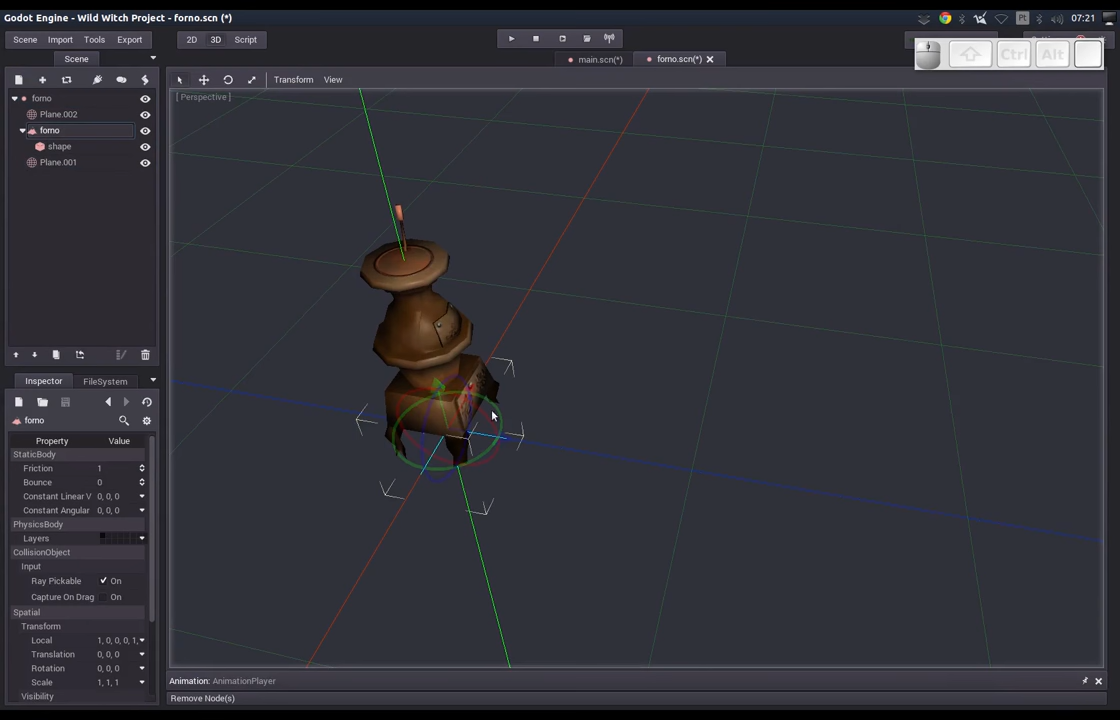 Godot Engine - Wild Witch Project - forno.scn (*)
Pt
07:21
Scene Import Tools Export
2D 3D Script
Ctrl Alt
Scene
main.scn(*)
forno.scn(*)
Transform View
[ Perspective ]
forno
Plane.002
forno
shape
Plane.001
Inspector FileSystem
forno
Property Value
StaticBody
Friction 1
Bounce 0
Constant Linear V 0, 0, 0
Constant Angular 0, 0, 0
PhysicsBody
Layers
CollisionObject
Input
Ray Pickable On
Capture On Drag On
Spatial
Transform
Local 1, 0, 0, 0, 1,
Translation 0, 0, 0
Rotation 0, 0, 0
Scale 1, 1, 1
Visibility
Animation: AnimationPlayer
Remove Node(s)